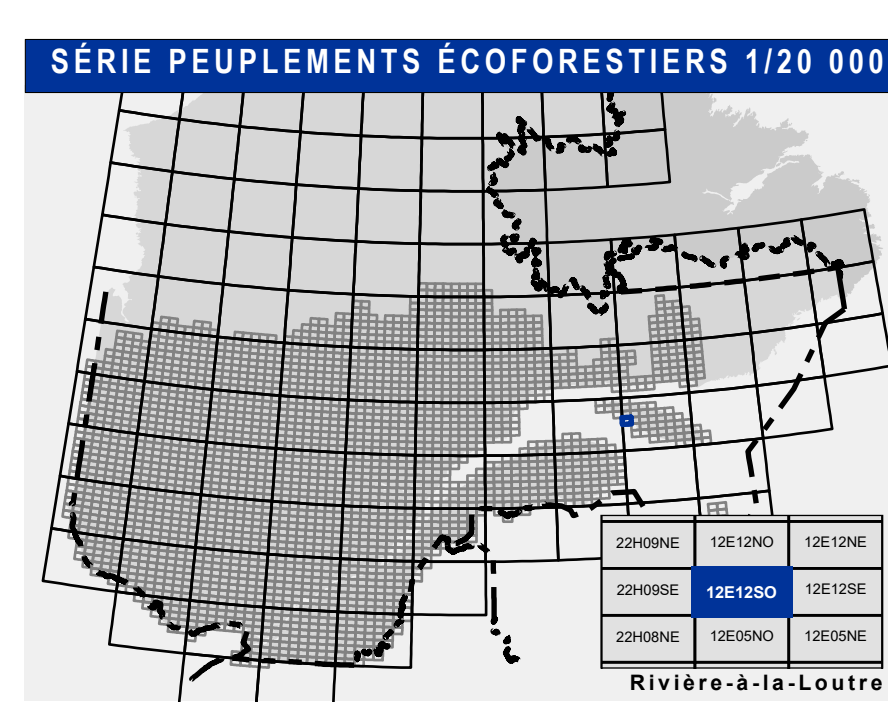 SÉRIE PEUPLEMENTS ÉCOFORESTIERS 1/20 000
22H09NE 12E12NO 12E12NE
22H09SE 12E12SO 12E12SE
22H08NE 12E05NO 12E05NE
Rivière-à-la-Loutre